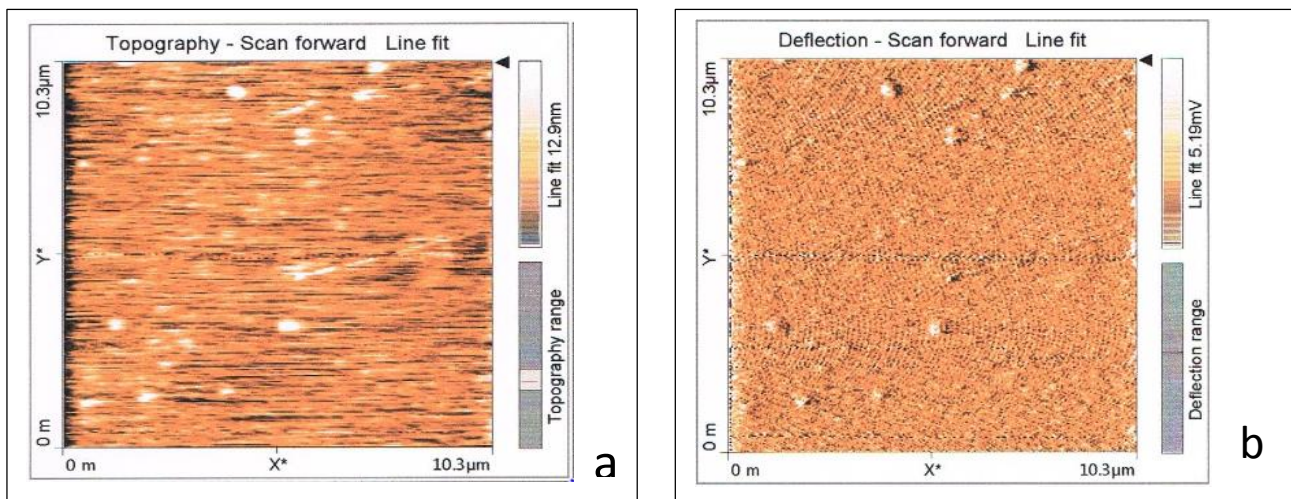 Topography - Scan forward Line fit
10.3µm
Y*
0 m
0 m
X*
10.3µm
Line fit 12.9nm
Topography range
a
Deflection - Scan forward Line fit
10.3µm
Y*
0 m
0 m
X*
10.3µm
Line fit 5.19mV
Deflection range
b